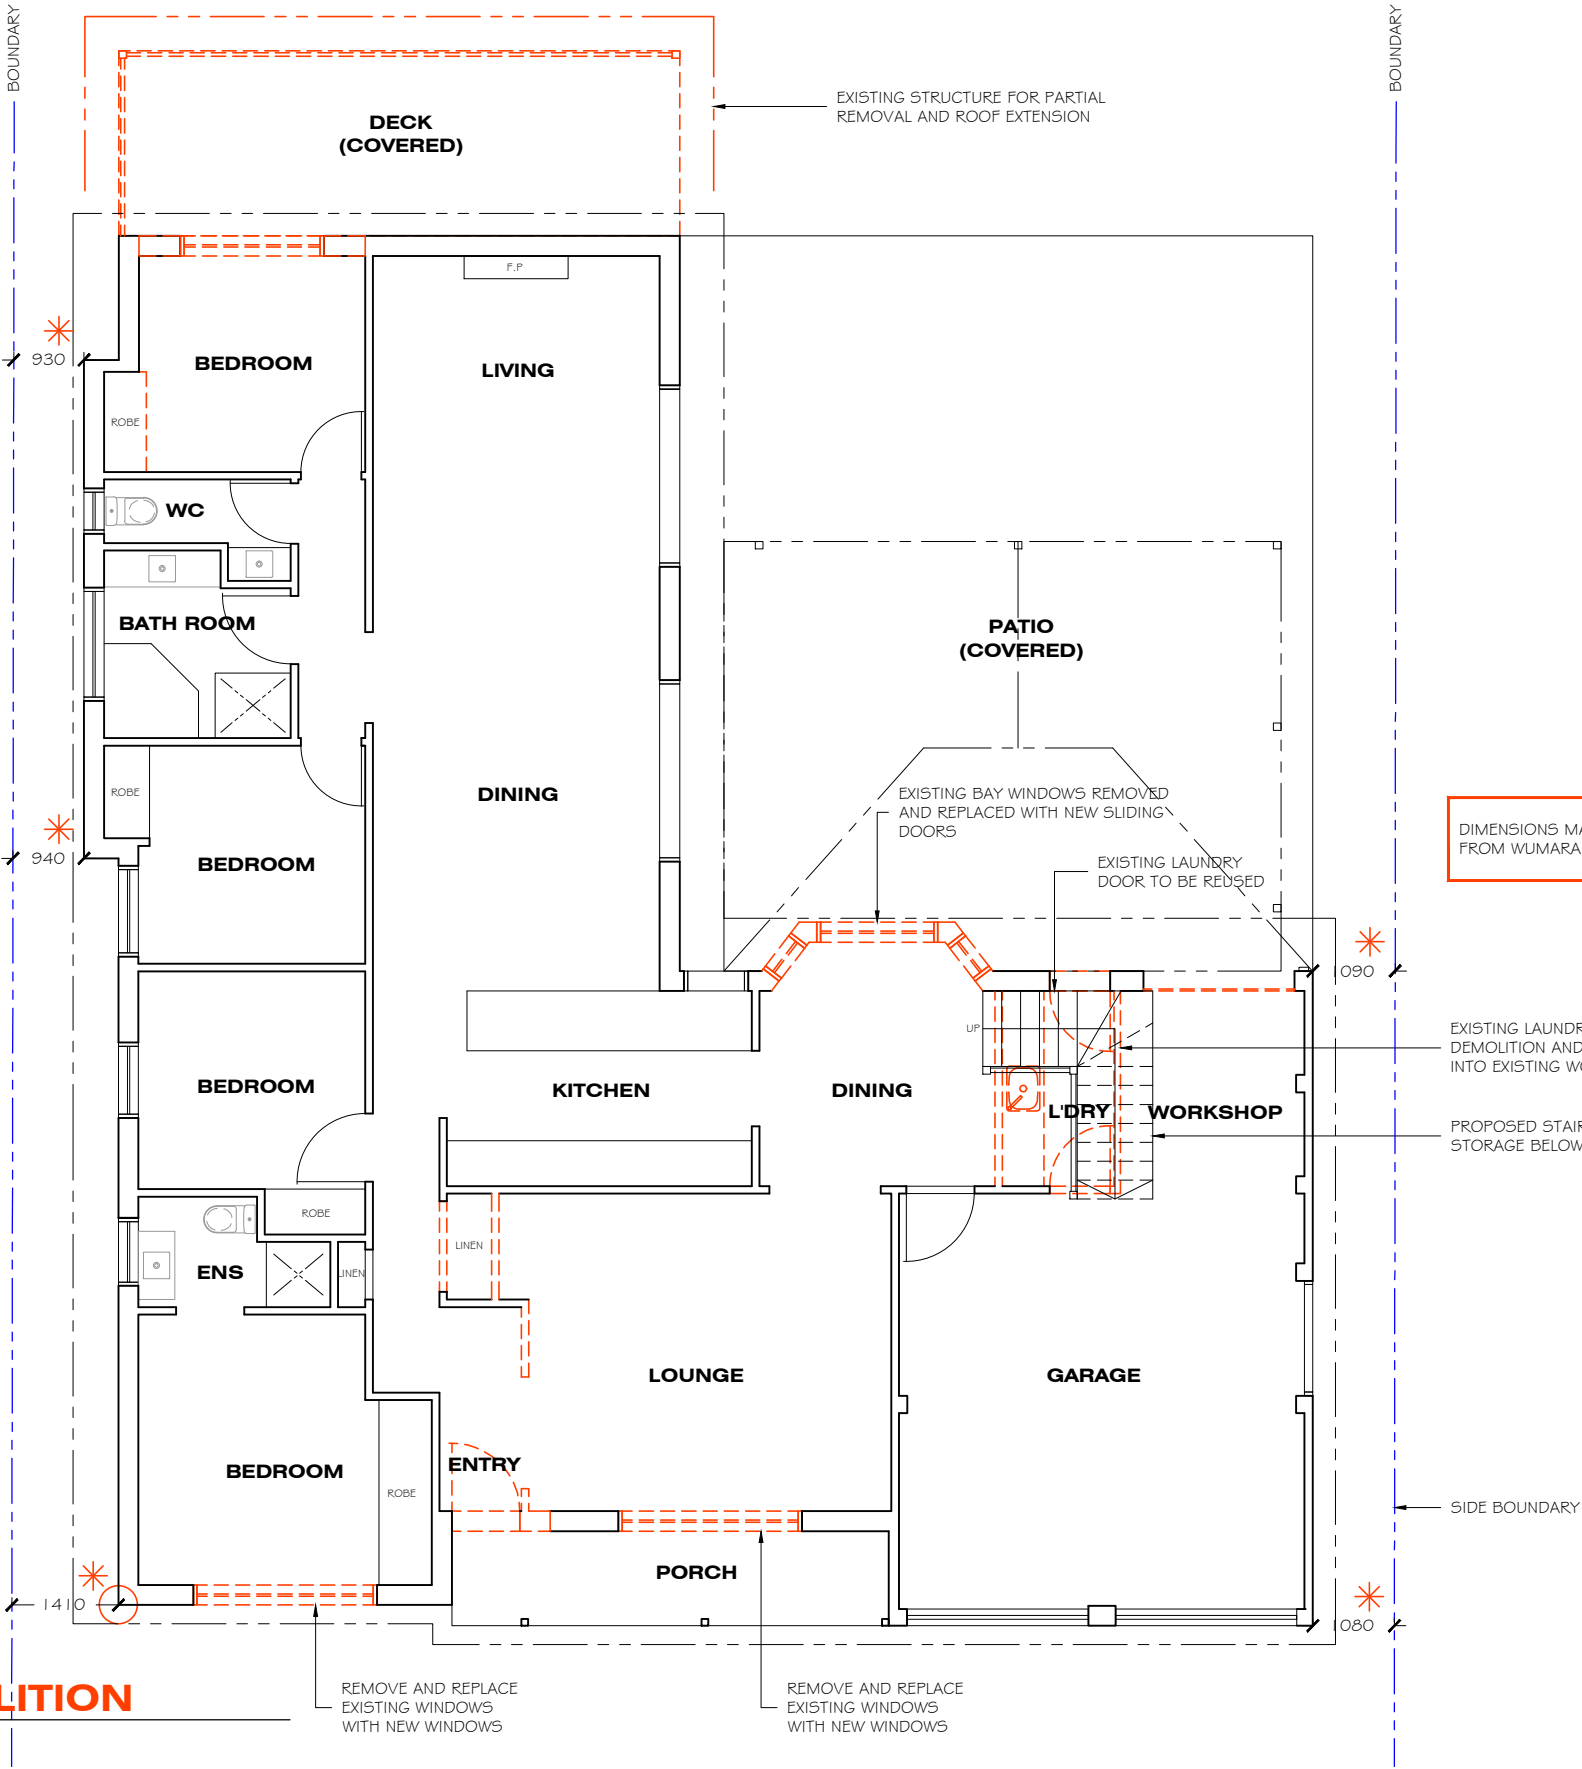 BOUNDARY
BOUNDARY
EXISTING STRUCTURE FOR PARTIAL
REMOVAL AND ROOF EXTENSION
DECK
(COVERED)
F.P
930
BEDROOM
LIVING
ROBE
WC
BATH ROOM
PATIO
(COVERED)
ROBE
DINING
EXISTING BAY WINDOWS REMOVED
AND REPLACED WITH NEW SLIDING
DOORS
DIMENSIONS MA
FROM WUMARA
940
BEDROOM
EXISTING LAUNDRY
DOOR TO BE REUSED
1090
UP
EXISTING LAUNDR
DEMOLITION AND
INTO EXISTING WO
BEDROOM
KITCHEN
DINING
L'DRY
WORKSHOP
PROPOSED STAIR
STORAGE BELOW
ROBE
LINEN
ENS
LINEN
LOUNGE
GARAGE
BEDROOM
ENTRY
ROBE
SIDE BOUNDARY
PORCH
1410
1080
LITION
REMOVE AND REPLACE
EXISTING WINDOWS
WITH NEW WINDOWS
REMOVE AND REPLACE
EXISTING WINDOWS
WITH NEW WINDOWS